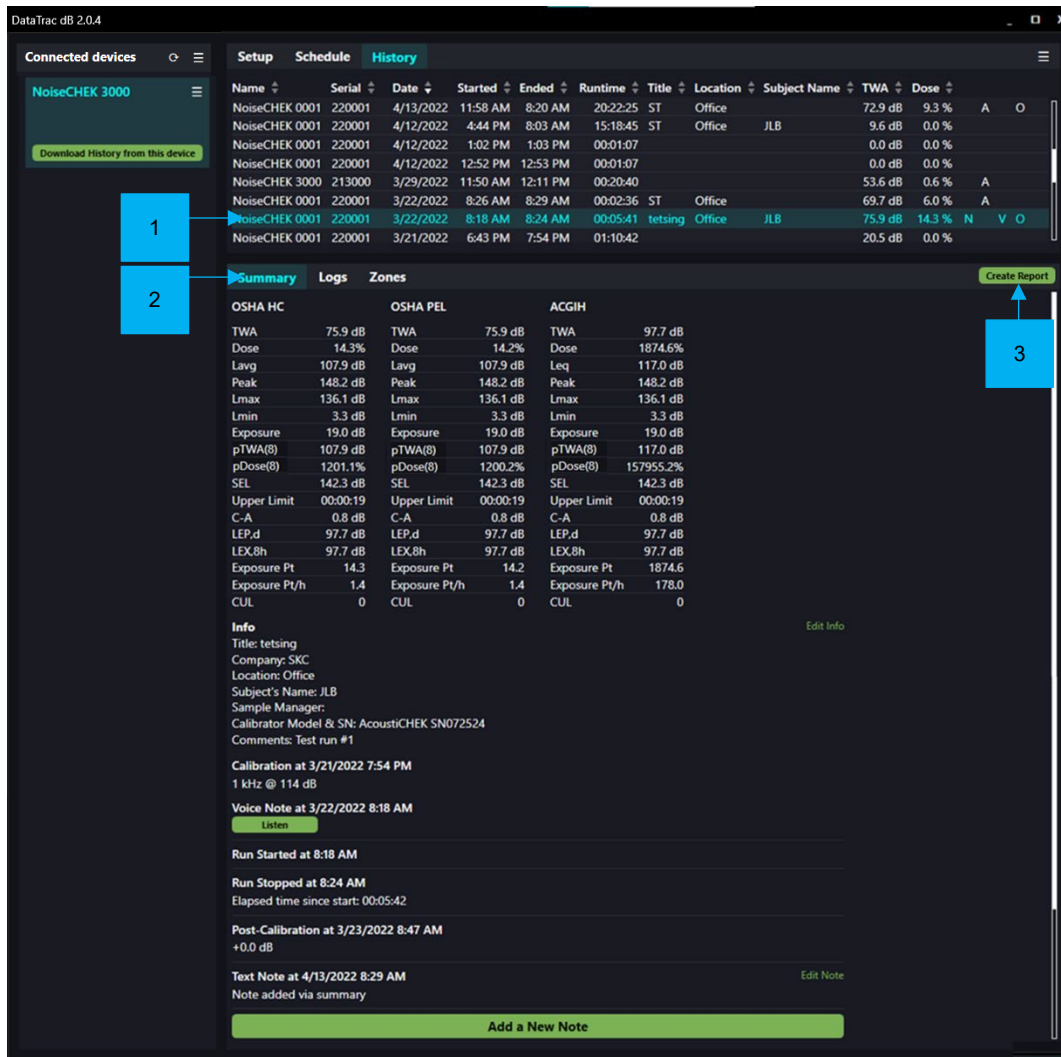 DataTrac dB 2.0.4
Connected devices
NoiseCHEK 3000
Download History from this device
Setup Schedule History
Name Serial Date Started Ended Runtime Title Location Subject Name TWA Dose
NoiseCHEK 0001 220001 4/13/2022 11:58 AM 8:20 AM 20:22:25 ST Office 72.9 dB 9.3 % A O
NoiseCHEK 0001 220001 4/12/2022 4:44 PM 8:03 AM 15:18:45 ST Office JLB 9.6 dB 0.0 %
NoiseCHEK 0001 220001 4/12/2022 1:02 PM 1:03 PM 00:01:07 0.0 dB 0.0 %
NoiseCHEK 0001 220001 4/12/2022 12:52 PM 12:53 PM 00:01:07 0.0 dB 0.0 %
NoiseCHEK 3000 213000 3/29/2022 11:50 AM 12:11 PM 00:20:40 53.6 dB 0.6 % A
NoiseCHEK 0001 220001 3/22/2022 8:26 AM 8:29 AM 00:02:36 ST Office 69.7 dB 6.0 % A
NoiseCHEK 0001 220001 3/22/2022 8:18 AM 8:24 AM 00:05:41 tetsing Office JLB 75.9 dB 14.3 % N V O
NoiseCHEK 0001 220001 3/21/2022 6:43 PM 7:54 PM 01:10:42 20.5 dB 0.0 %
1
2
3
Summary Logs Zones
Create Report
OSHA HC OSHA PEL ACGIH
TWA 75.9 dB TWA 75.9 dB TWA 97.7 dB
Dose 14.3% Dose 14.2% Dose 1874.6%
Lavg 107.9 dB Lavg 107.9 dB Leq 117.0 dB
Peak 148.2 dB Peak 148.2 dB Peak 148.2 dB
Lmax 136.1 dB Lmax 136.1 dB Lmax 136.1 dB
Lmin 3.3 dB Lmin 3.3 dB Lmin 3.3 dB
Exposure 19.0 dB Exposure 19.0 dB Exposure 19.0 dB
pTWA(8) 107.9 dB pTWA(8) 107.9 dB pTWA(8) 117.0 dB
pDose(8) 1201.1% pDose(8) 1200.2% pDose(8) 157955.2%
SEL 142.3 dB SEL 142.3 dB SEL 142.3 dB
Upper Limit 00:00:19 Upper Limit 00:00:19 Upper Limit 00:00:19
C-A 0.8 dB C-A 0.8 dB C-A 0.8 dB
LEP,d 97.7 dB LEP,d 97.7 dB LEP,d 97.7 dB
LEX,8h 97.7 dB LEX,8h 97.7 dB LEX,8h 97.7 dB
Exposure Pt 14.3 Exposure Pt 14.2 Exposure Pt 1874.6
Exposure Pt/h 1.4 Exposure Pt/h 1.4 Exposure Pt/h 178.0
CUL 0 CUL 0 CUL 0
Info Edit Info
Title: tetsing
Company: SKC
Location: Office
Subject's Name: JLB
Sample Manager:
Calibrator Model & SN: AcoustiCHEK SN072524
Comments: Test run #1
Calibration at 3/21/2022 7:54 PM
1 kHz @ 114 dB
Voice Note at 3/22/2022 8:18 AM
Listen
Run Started at 8:18 AM
Run Stopped at 8:24 AM
Elapsed time since start: 00:05:42
Post-Calibration at 3/23/2022 8:47 AM
+0.0 dB
Text Note at 4/13/2022 8:29 AM Edit Note
Note added via summary
Add a New Note